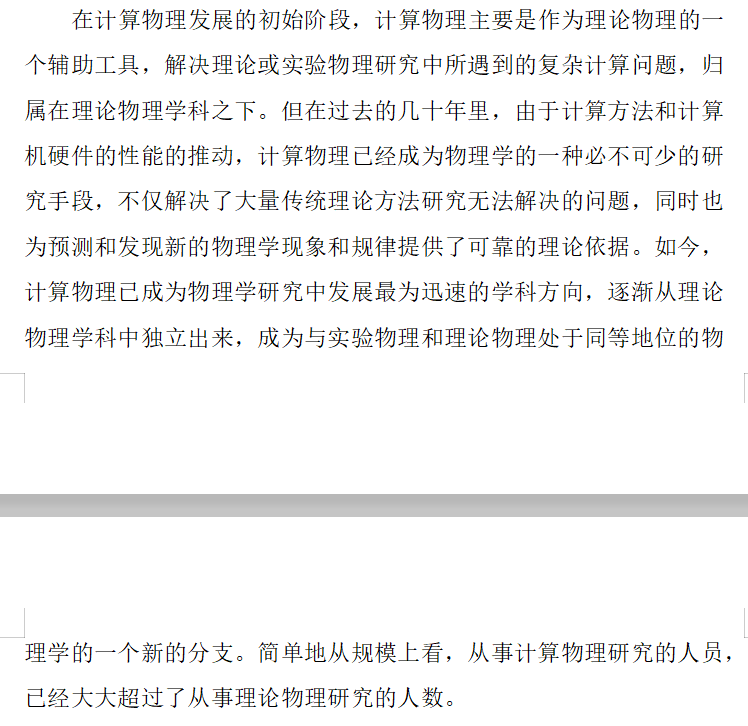 在计算物理发展的初始阶段，计算物理主要是作为理论物理的一
个辅助工具，解决理论或实验物理研究中所遇到的复杂计算问题，归
属在理论物理学科之下。但在过去的几十年里，由于计算方法和计算
机硬件的性能的推动，计算物理已经成为物理学的一种必不可少的研
究手段，不仅解决了大量传统理论方法研究无法解决的问题，同时也
为预测和发现新的物理学现象和规律提供了可靠的理论依据。如今，
计算物理已成为物理学研究中发展最为迅速的学科方向，逐渐从理论
物理学科中独立出来，成为与实验物理和理论物理处于同等地位的物
理学的一个新的分支。简单地从规模上看，从事计算物理研究的人员，
已经大大超过了从事理论物理研究的人数。